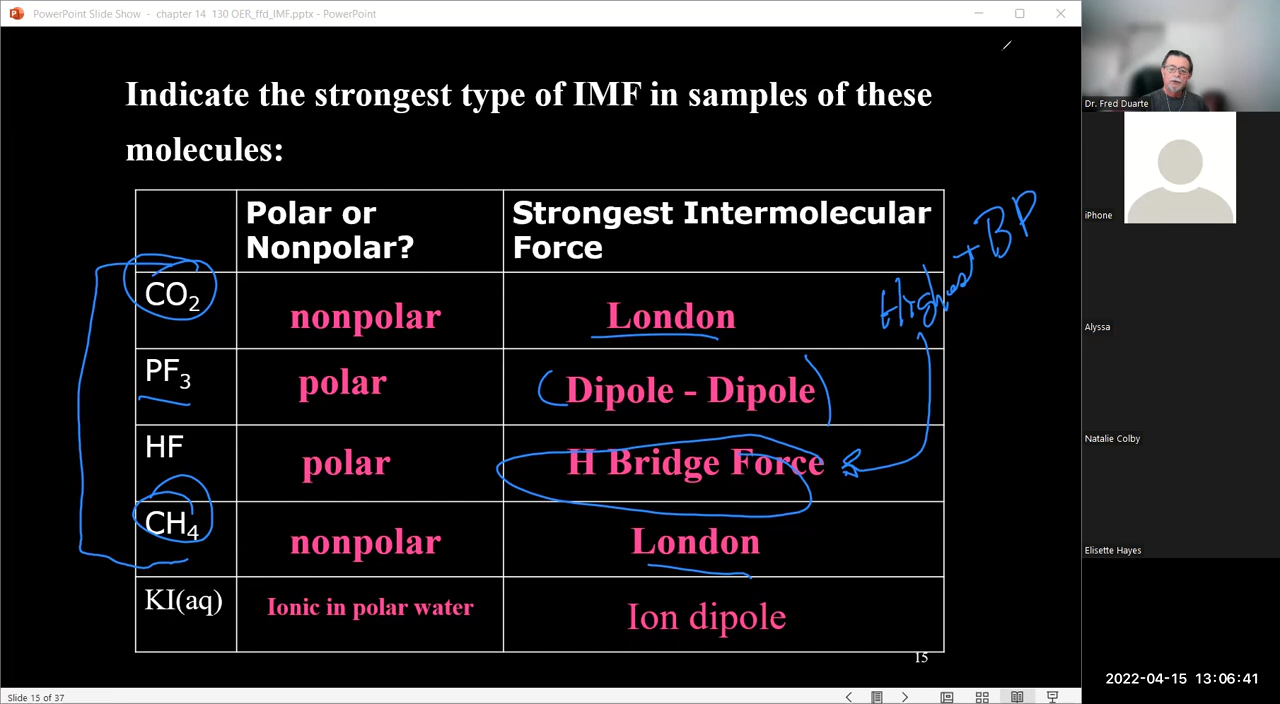 PowerPoint Slide Show - chapter 14 130 OER_ffd_IMF.pptx - PowerPoint
Indicate the strongest type of IMF in samples of these
molecules:
Polar or
Nonpolar?
Strongest Intermolecular
Force
Highest BP
CO2
nonpolar
London
PF3
polar
Dipole - Dipole
HF
polar
H Bridge Force
CH4
nonpolar
London
KI(aq)
Ionic in polar water
Ion dipole
15
Slide 15 of 37
Dr. Fred Duarte
iPhone
Alyssa
Natalie Colby
Elisette Hayes
2022-04-15 13:06:41